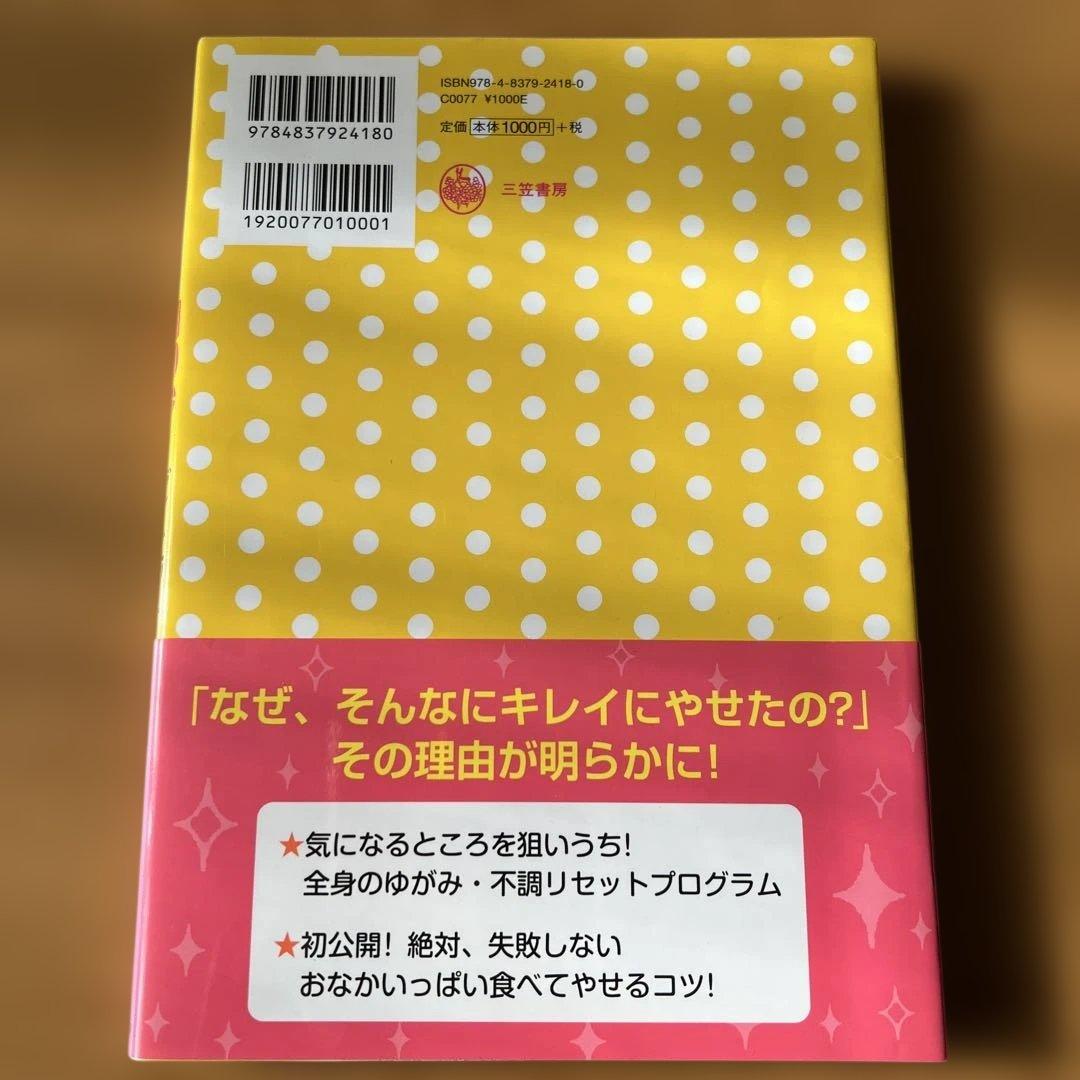 9784837924180
1920077010001
ISBN978-4-8379-2418-0
C0077 ¥1000E
定価 本体1000円+税
三笠書房
「なぜ、そんなにキレイにやせたの?」
その理由が明らかに!
★気になるところを狙いうち!
全身のゆがみ・不調リセットプログラム
★初公開! 絶対、失敗しない
おなかいっぱい食べてやせるコツ!